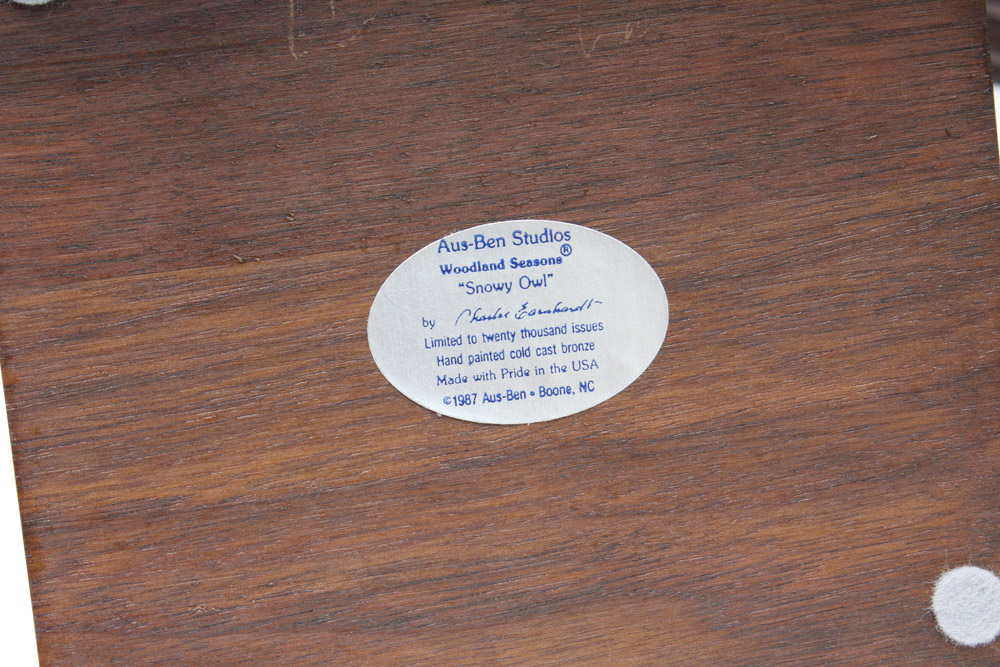 Aus-Ben Studios
Woodland Seasons®
"Snowy Owl"
by Charles Earnhardt
Limited to twenty thousand issues
Hand painted cold cast bronze
Made with Pride in the USA
©1987 Aus-Ben • Boone, NC